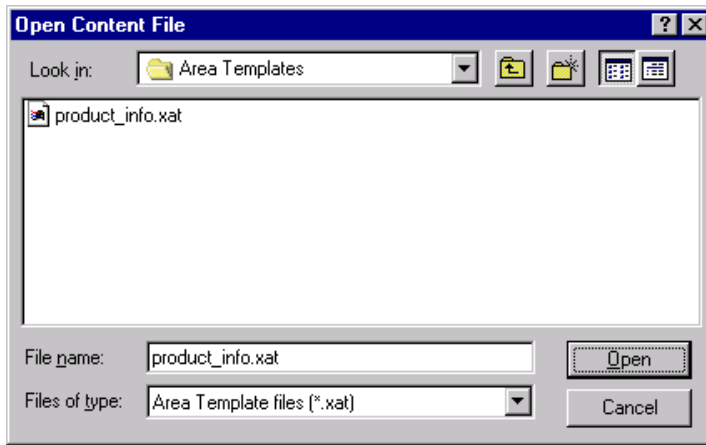 Open Content File
Look in: Area Templates
product_info.xat
File name: product_info.xat Open
Files of type: Area Template files (*.xat) Cancel